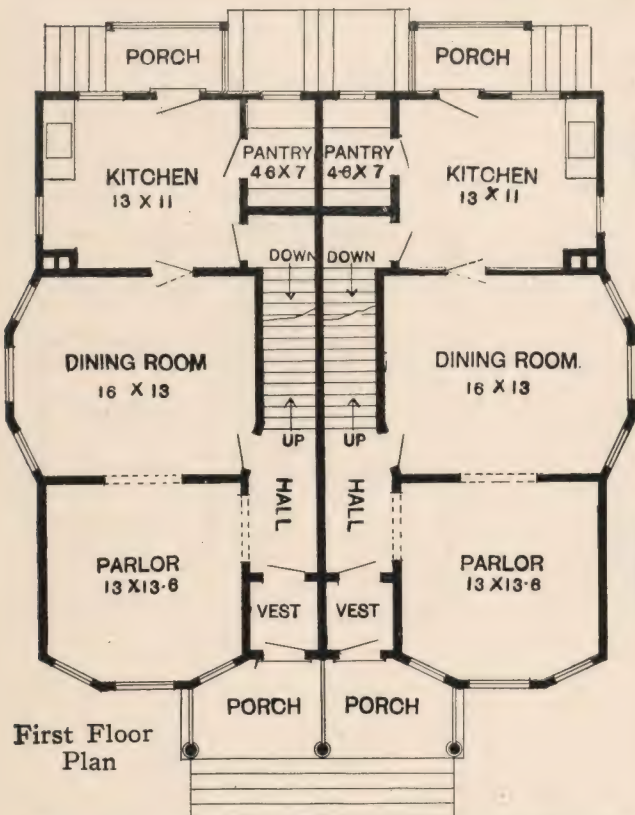 PORCH
PORCH
KITCHEN
13 X 11
PANTRY
4·6 X 7
PANTRY
4·6 X 7
KITCHEN
13 X 11
DOWN
DOWN
DINING ROOM
16 X 13
DINING ROOM.
16 X 13
UP
UP
HALL
HALL
PARLOR
13 X 13·6
PARLOR
13 X 13·6
VEST
VEST
PORCH
PORCH
First Floor
Plan